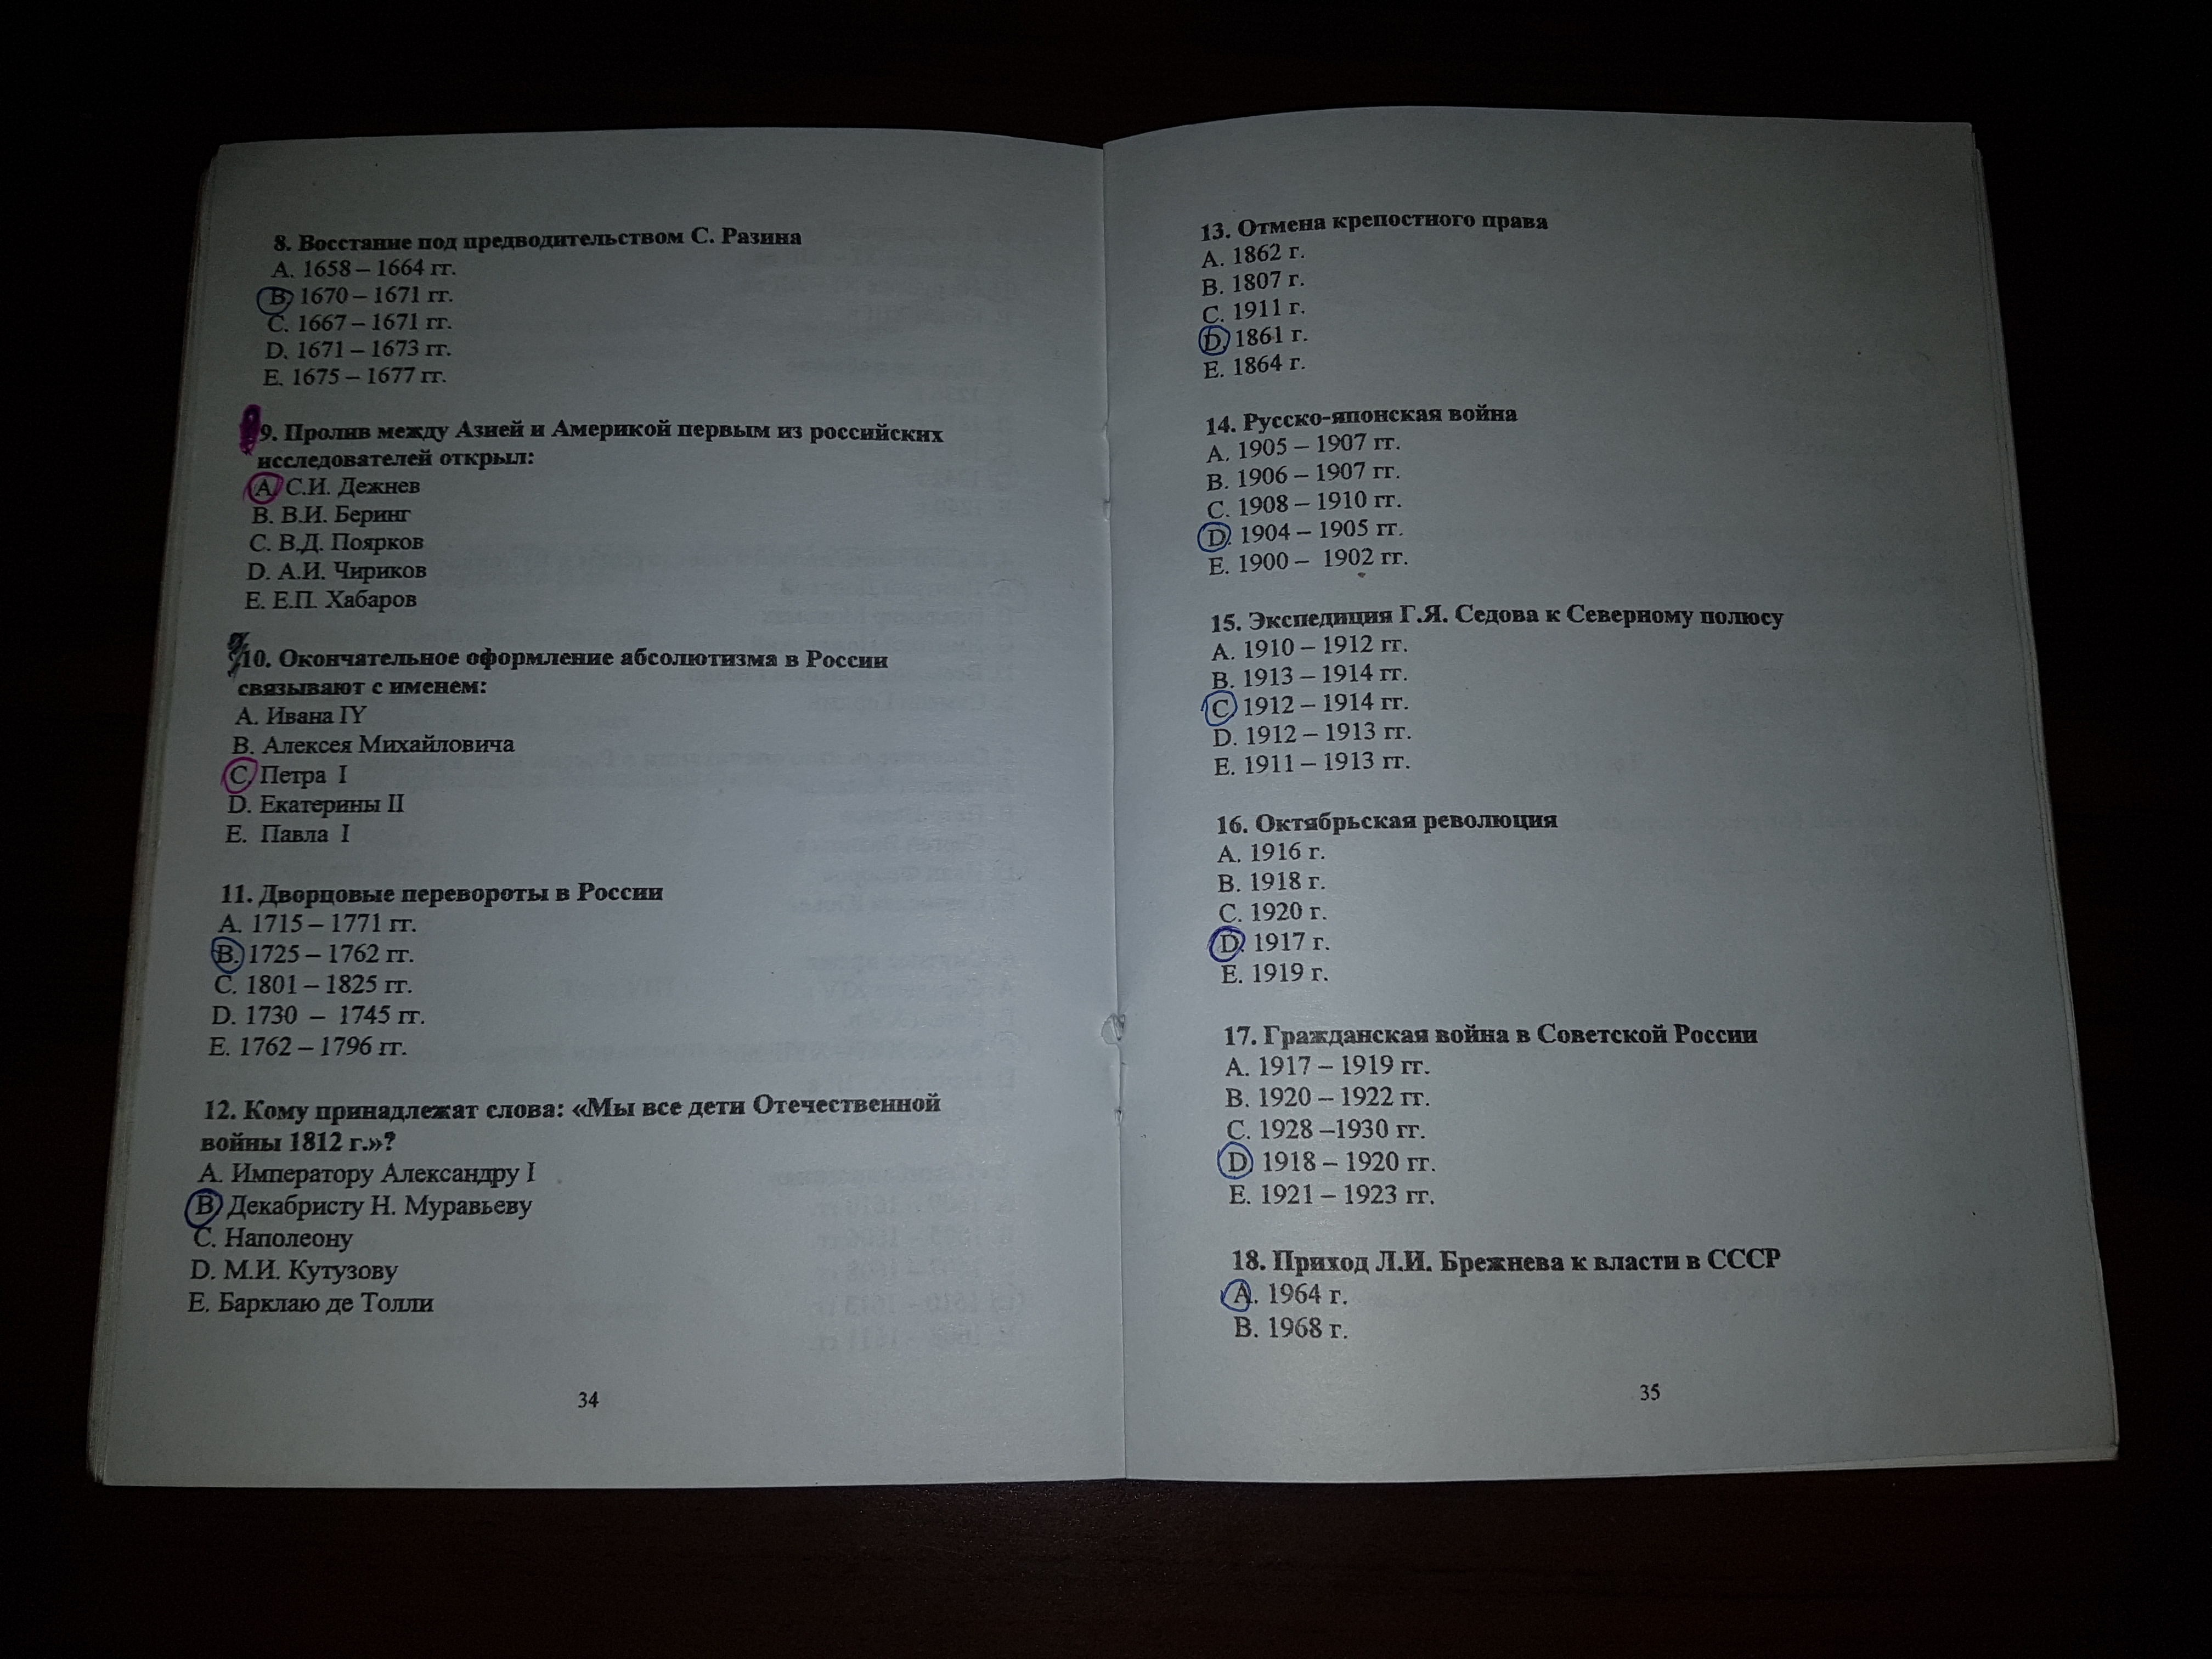 8. Восстание под предводительством С. Разина
A. 1658 – 1664 гг.
B. 1670 – 1671 гг.
C. 1667 – 1671 гг.
D. 1671 – 1673 гг.
E. 1675 – 1677 гг.
9. Пролив между Азией и Америкой первым из российских
исследователей открыл:
A. С.И. Дежнев
B. В.И. Беринг
C. В.Д. Поярков
D. А.И. Чириков
E. Е.П. Хабаров
10. Окончательное оформление абсолютизма в России
связывают с именем:
A. Ивана IY
B. Алексея Михайловича
C. Петра I
D. Екатерины II
E. Павла I
11. Дворцовые перевороты в России
A. 1715 – 1771 гг.
B. 1725 – 1762 гг.
C. 1801 – 1825 гг.
D. 1730 – 1745 гг.
E. 1762 – 1796 гг.
12. Кому принадлежат слова: «Мы все дети Отечественной
войны 1812 г.»?
A. Императору Александру I
B. Декабристу Н. Муравьеву
C. Наполеону
D. М.И. Кутузову
E. Барклаю де Толли
34
13. Отмена крепостного права
A. 1862 г.
B. 1807 г.
C. 1911 г.
D. 1861 г.
E. 1864 г.
14. Русско-японская война
A. 1905 – 1907 гг.
B. 1906 – 1907 гг.
C. 1908 – 1910 гг.
D. 1904 – 1905 гг.
E. 1900 – 1902 гг.
15. Экспедиция Г.Я. Седова к Северному полюсу
A. 1910 – 1912 гг.
B. 1913 – 1914 гг.
C. 1912 – 1914 гг.
D. 1912 – 1913 гг.
E. 1911 – 1913 гг.
16. Октябрьская революция
A. 1916 г.
B. 1918 г.
C. 1920 г.
D. 1917 г.
E. 1919 г.
17. Гражданская война в Советской России
A. 1917 – 1919 гг.
B. 1920 – 1922 гг.
C. 1928 –1930 гг.
D. 1918 – 1920 гг.
E. 1921 – 1923 гг.
18. Приход Л.И. Брежнева к власти в СССР
A. 1964 г.
B. 1968 г.
35